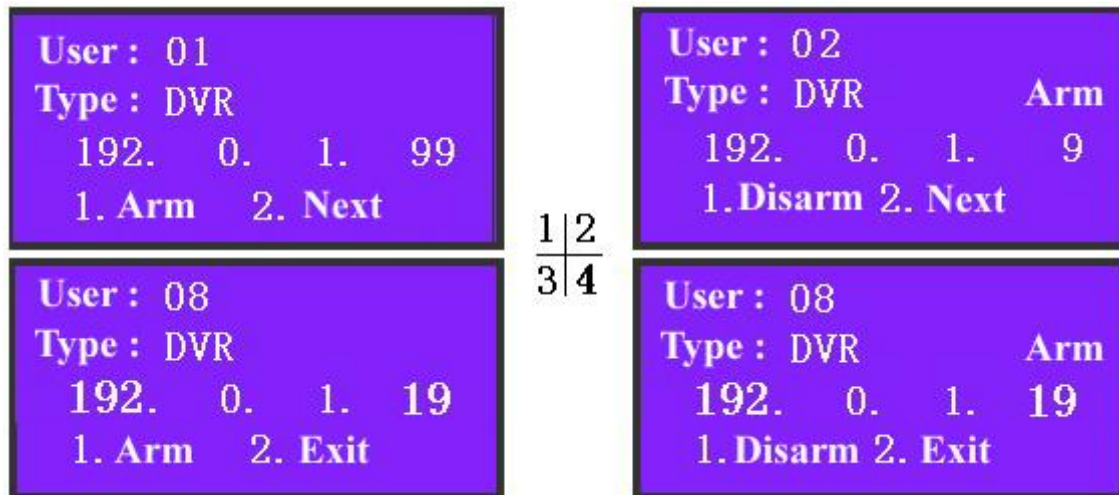 User : 01
Type : DVR
192. 0. 1. 99
1. Arm 2. Next
User : 02
Type : DVR Arm
192. 0. 1. 9
1. Disarm 2. Next
1 2
3 4
User : 08
Type : DVR
192. 0. 1. 19
1. Arm 2. Exit
User : 08
Type : DVR Arm
192. 0. 1. 19
1. Disarm 2. Exit